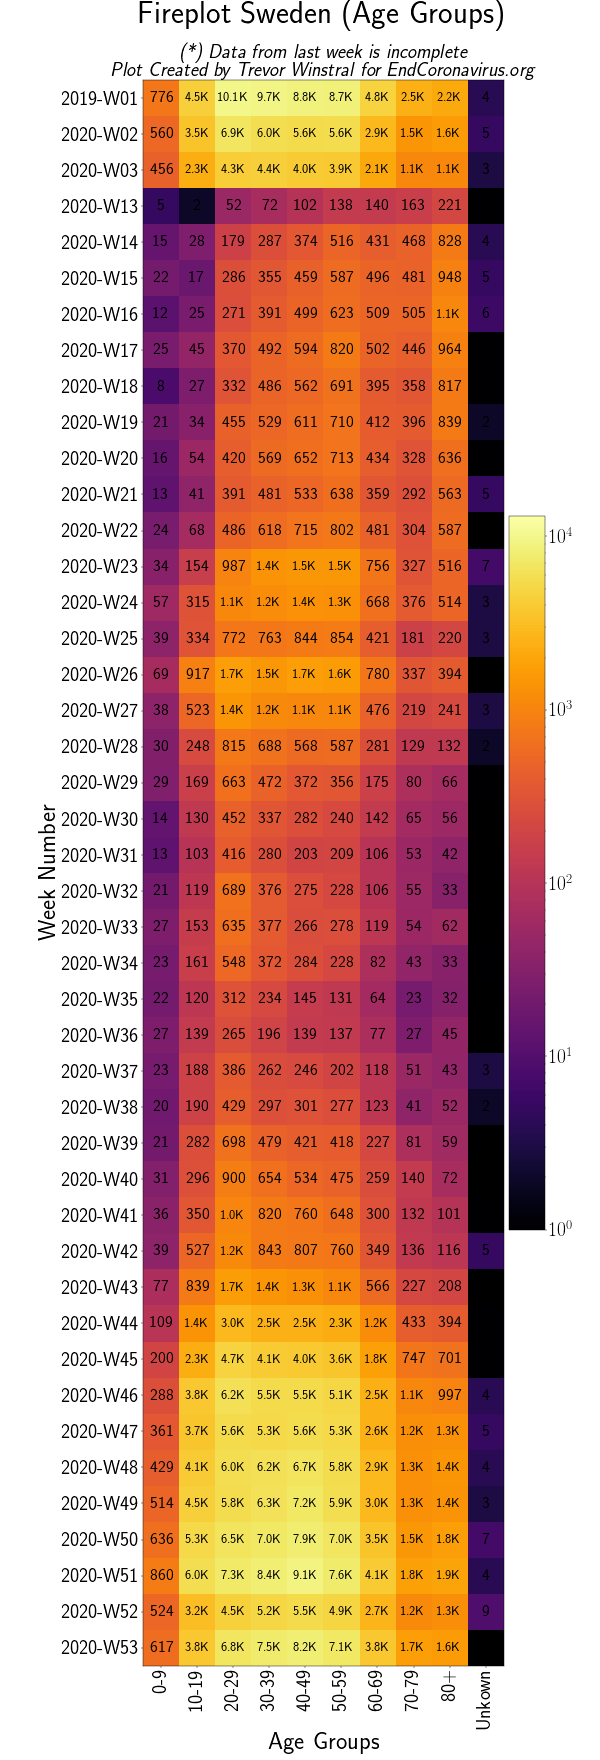 Fireplot Sweden (Age Groups)
(*) Data from last week is incomplete
Plot Created by Trevor Winstral for EndCoronavirus.org
2019-W01 776 4.5K 10.1K 9.7K 8.8K 8.7K 4.8K 2.5K 2.2K 4
2020-W02 560 3.5K 6.9K 6.0K 5.6K 5.6K 2.9K 1.5K 1.6K 5
2020-W03 456 2.3K 4.3K 4.4K 4.0K 3.9K 2.1K 1.1K 1.1K 3
2020-W13 5 2 52 72 102 138 140 163 221
2020-W14 15 28 179 287 374 516 431 468 828 4
2020-W15 22 17 286 355 459 587 496 481 948 5
2020-W16 12 25 271 391 499 623 509 505 1.1K 6
2020-W17 25 45 370 492 594 820 502 446 964
2020-W18 8 27 332 486 562 691 395 358 817
2020-W19 21 34 455 529 611 710 412 396 839 2
2020-W20 16 54 420 569 652 713 434 328 636
2020-W21 13 41 391 481 533 638 359 292 563 5
2020-W22 24 68 486 618 715 802 481 304 587
10^4
2020-W23 34 154 987 1.4K 1.5K 1.5K 756 327 516 7
2020-W24 57 315 1.1K 1.2K 1.4K 1.3K 668 376 514 3
2020-W25 39 334 772 763 844 854 421 181 220 3
2020-W26 69 917 1.7K 1.5K 1.7K 1.6K 780 337 394
2020-W27 38 523 1.4K 1.2K 1.1K 1.1K 476 219 241 3
10^3
2020-W28 30 248 815 688 568 587 281 129 132 2
2020-W29 29 169 663 472 372 356 175 80 66
2020-W30 14 130 452 337 282 240 142 65 56
2020-W31 13 103 416 280 203 209 106 53 42
2020-W32 21 119 689 376 275 228 106 55 33
10^2
Week Number
2020-W33 27 153 635 377 266 278 119 54 62
2020-W34 23 161 548 372 284 228 82 43 33
2020-W35 22 120 312 234 145 131 64 23 32
2020-W36 27 139 265 196 139 137 77 27 45
10^1
2020-W37 23 188 386 262 246 202 118 51 43 3
2020-W38 20 190 429 297 301 277 123 41 52 2
2020-W39 21 282 698 479 421 418 227 81 59
2020-W40 31 296 900 654 534 475 259 140 72
2020-W41 36 350 1.0K 820 760 648 300 132 101
10^0
2020-W42 39 527 1.2K 843 807 760 349 136 116 5
2020-W43 77 839 1.7K 1.4K 1.3K 1.1K 566 227 208
2020-W44 109 1.4K 3.0K 2.5K 2.5K 2.3K 1.2K 433 394
2020-W45 200 2.3K 4.7K 4.1K 4.0K 3.6K 1.8K 747 701
2020-W46 288 3.8K 6.2K 5.5K 5.5K 5.1K 2.5K 1.1K 997 4
2020-W47 361 3.7K 5.6K 5.3K 5.6K 5.3K 2.6K 1.2K 1.3K 5
2020-W48 429 4.1K 6.0K 6.2K 6.7K 5.8K 2.9K 1.3K 1.4K 4
2020-W49 514 4.5K 5.8K 6.3K 7.2K 5.9K 3.0K 1.3K 1.4K 3
2020-W50 636 5.3K 6.5K 7.0K 7.9K 7.0K 3.5K 1.5K 1.8K 7
2020-W51 860 6.0K 7.3K 8.4K 9.1K 7.6K 4.1K 1.8K 1.9K 4
2020-W52 524 3.2K 4.5K 5.2K 5.5K 4.9K 2.7K 1.2K 1.3K 9
2020-W53 617 3.8K 6.8K 7.5K 8.2K 7.1K 3.8K 1.7K 1.6K
0-9 10-19 20-29 30-39 40-49 50-59 60-69 70-79 80+ Unkown
Age Groups